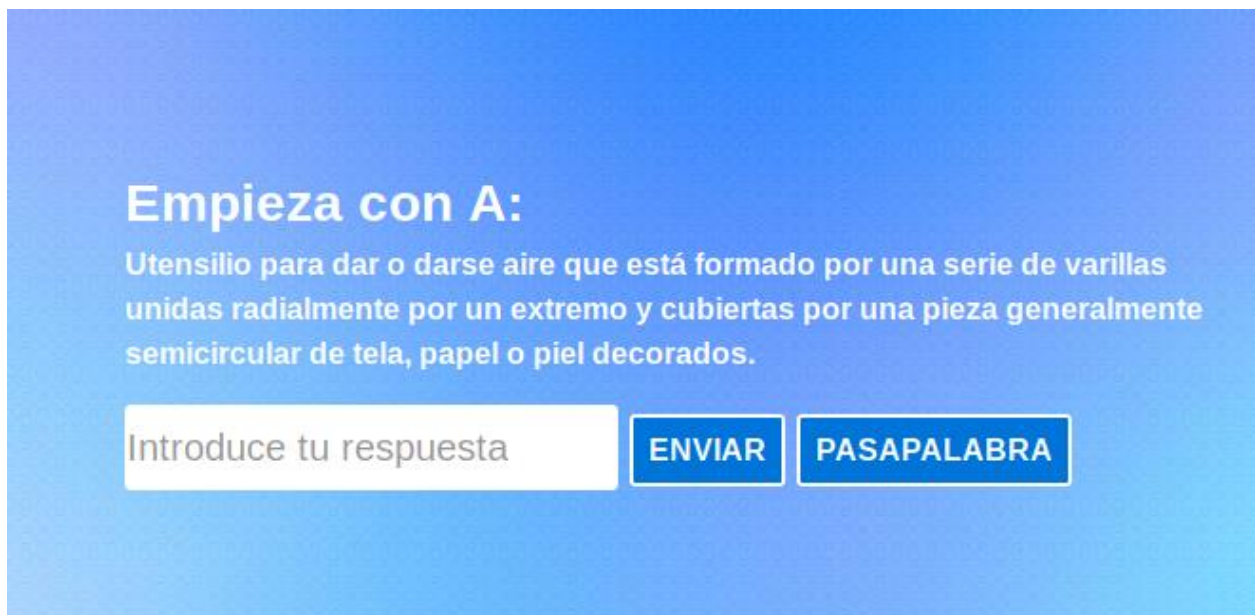 Empieza con A:
Utensilio para dar o darse aire que está formado por una serie de varillas
unidas radialmente por un extremo y cubiertas por una pieza generalmente
semicircular de tela, papel o piel decorados.
Introduce tu respuesta ENVIAR PASAPALABRA